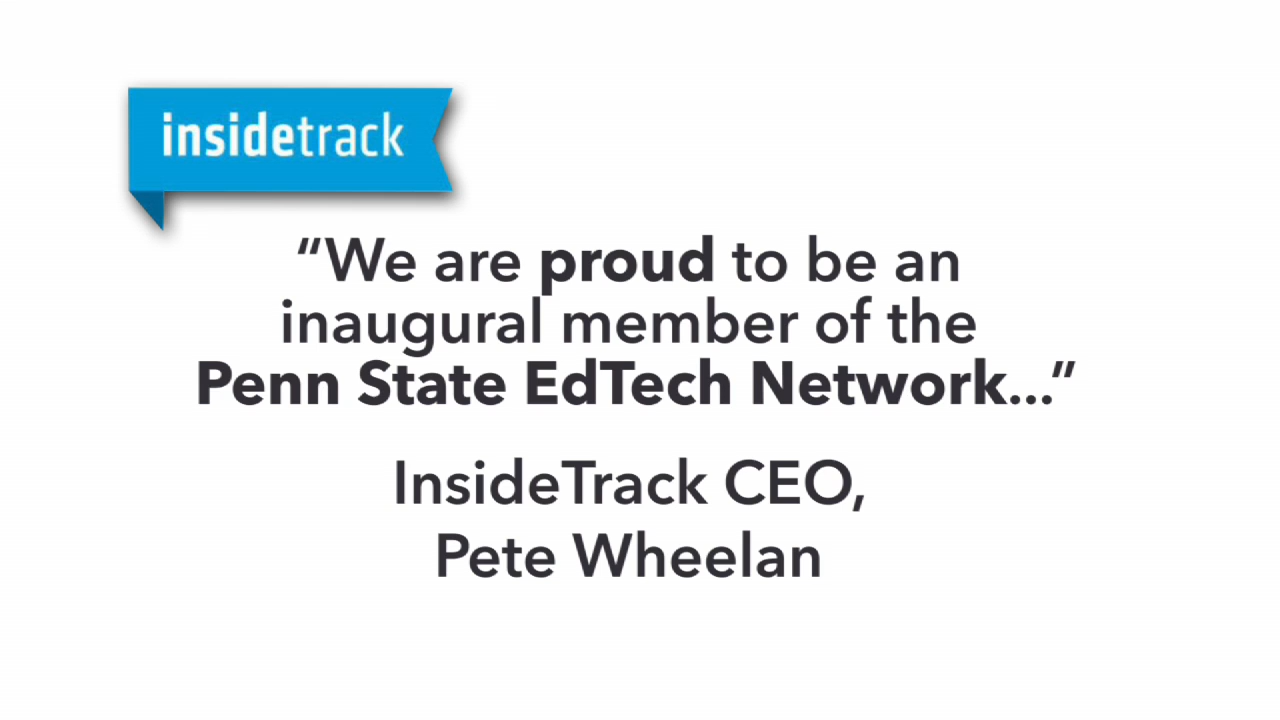 insidetrack
“We are proud to be an
inaugural member of the
Penn State EdTech Network...”
InsideTrack CEO,
Pete Wheelan